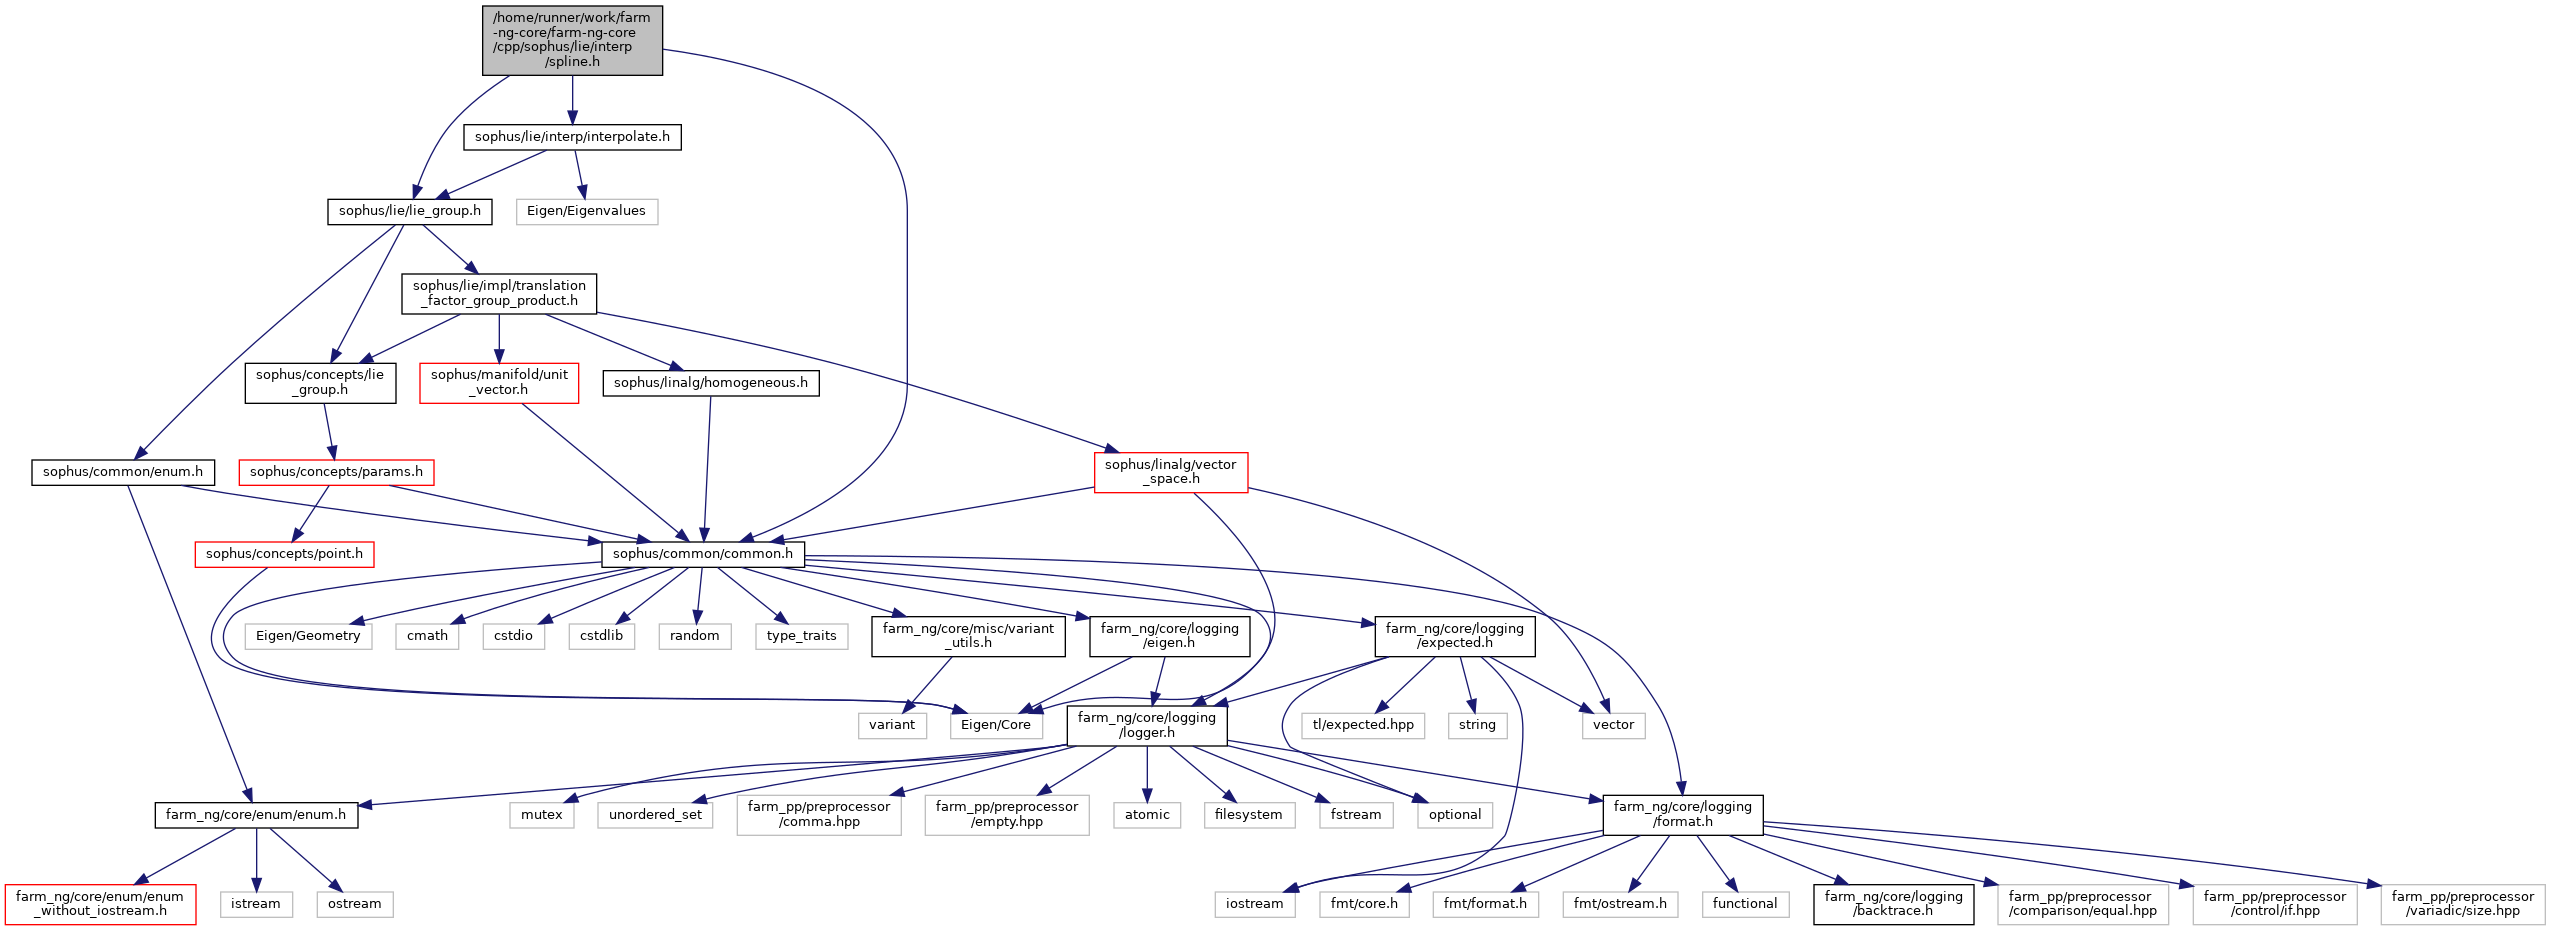 /home/runner/work/farm
-ng-core/farm-ng-core
/cpp/sophus/lie/interp
/spline.h
sophus/lie/interp/interpolate.h
sophus/lie/lie_group.h
Eigen/Eigenvalues
sophus/lie/impl/translation
_factor_group_product.h
sophus/concepts/lie
_group.h
sophus/manifold/unit
_vector.h
sophus/linalg/homogeneous.h
sophus/common/enum.h
sophus/concepts/params.h
sophus/linalg/vector
_space.h
sophus/concepts/point.h
sophus/common/common.h
Eigen/Geometry
cmath
cstdio
cstdlib
random
type_traits
farm_ng/core/misc/variant
_utils.h
farm_ng/core/logging
/eigen.h
farm_ng/core/logging
/expected.h
variant
Eigen/Core
farm_ng/core/logging
/logger.h
tl/expected.hpp
string
vector
farm_ng/core/enum/enum.h
mutex
unordered_set
farm_pp/preprocessor
/comma.hpp
farm_pp/preprocessor
/empty.hpp
atomic
filesystem
fstream
optional
farm_ng/core/logging
/format.h
farm_ng/core/enum/enum
_without_iostream.h
istream
ostream
iostream
fmt/core.h
fmt/format.h
fmt/ostream.h
functional
farm_ng/core/logging
/backtrace.h
farm_pp/preprocessor
/comparison/equal.hpp
farm_pp/preprocessor
/control/if.hpp
farm_pp/preprocessor
/variadic/size.hpp